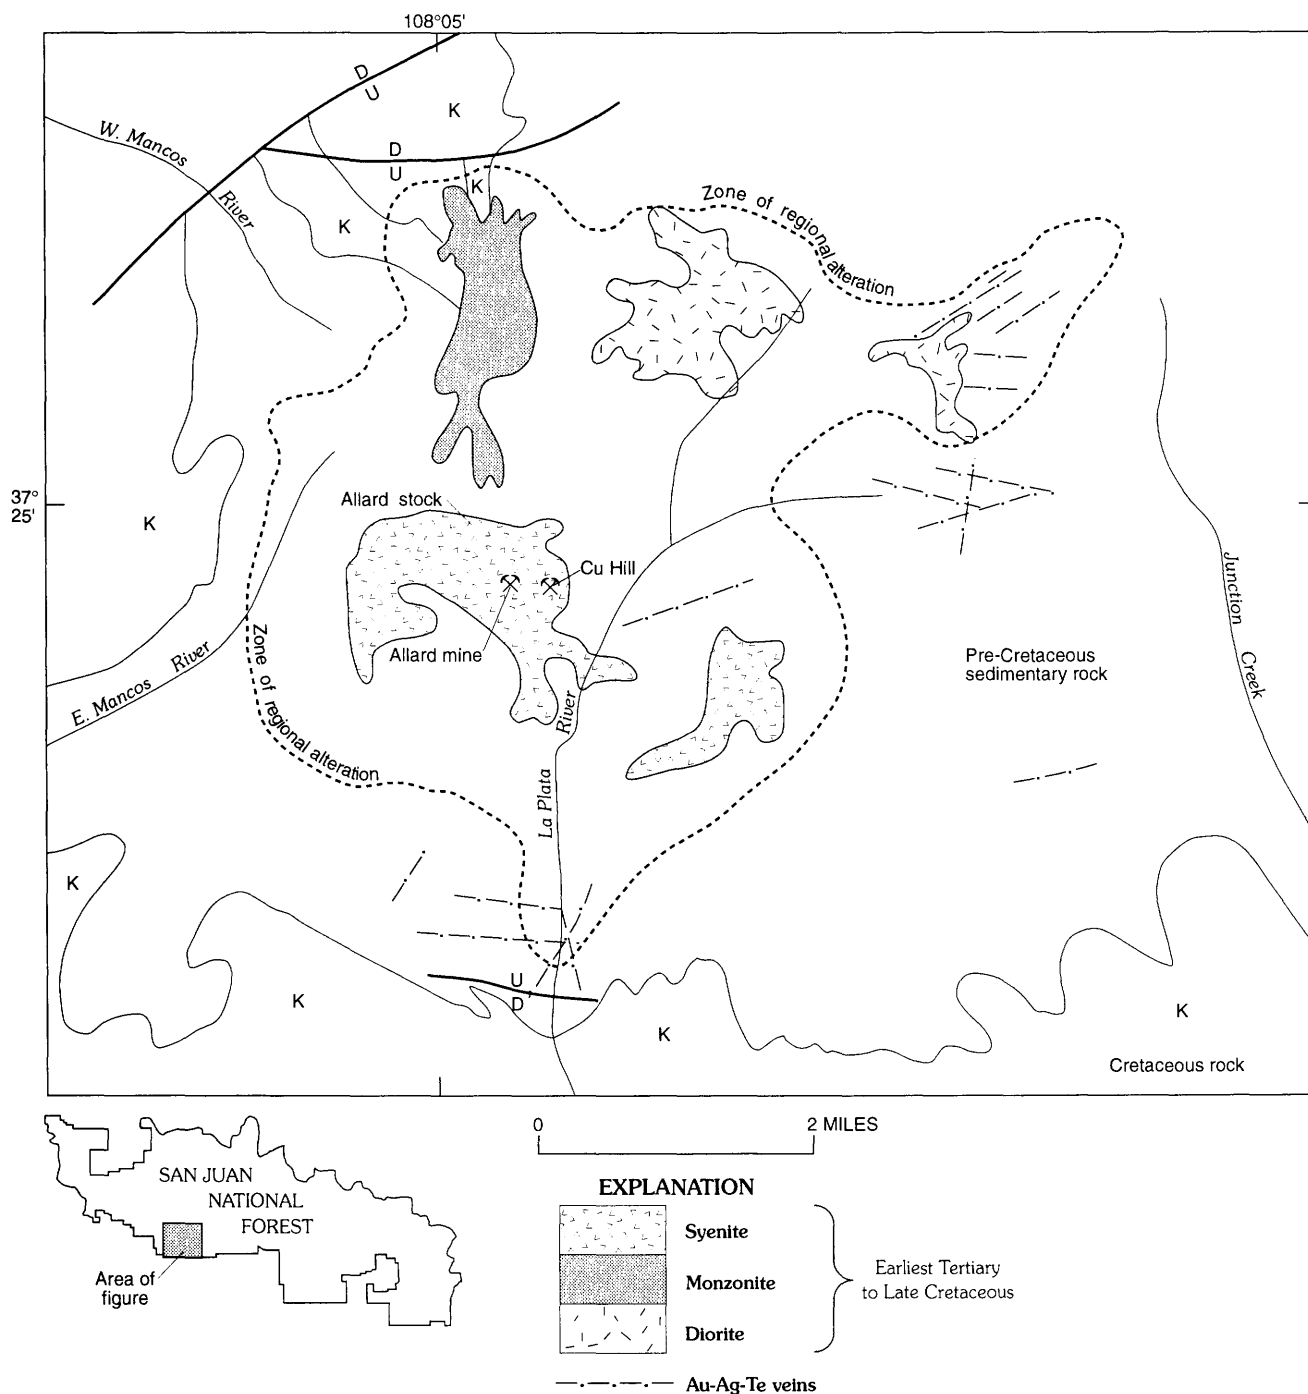 108°05'
D
U
K
W. Mancos
River
D
U
K
K
Zone of regional alteration
Allard stock
37°
25'
K
Cu Hill
Allard mine
Junction
Creek
Pre-Cretaceous
sedimentary rock
E. Mancos River
Zone of regional alteration
La Plata River
K
K
U
D
K
K
Cretaceous rock
0 2 MILES
SAN JUAN
NATIONAL
FOREST
Area of
figure
EXPLANATION
Syenite
Monzonite
Diorite
Earliest Tertiary
to Late Cretaceous
Au-Ag-Te veins